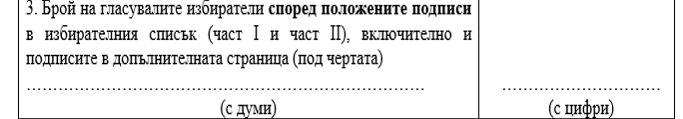 3. Брой на гласувалите избиратели според положените подписи
в избирателния списък (част I и част II), включително и
подписите в допълнителната страница (под чертата)
……………………………………………………………………
(с думи)
…………………………
(с цифри)